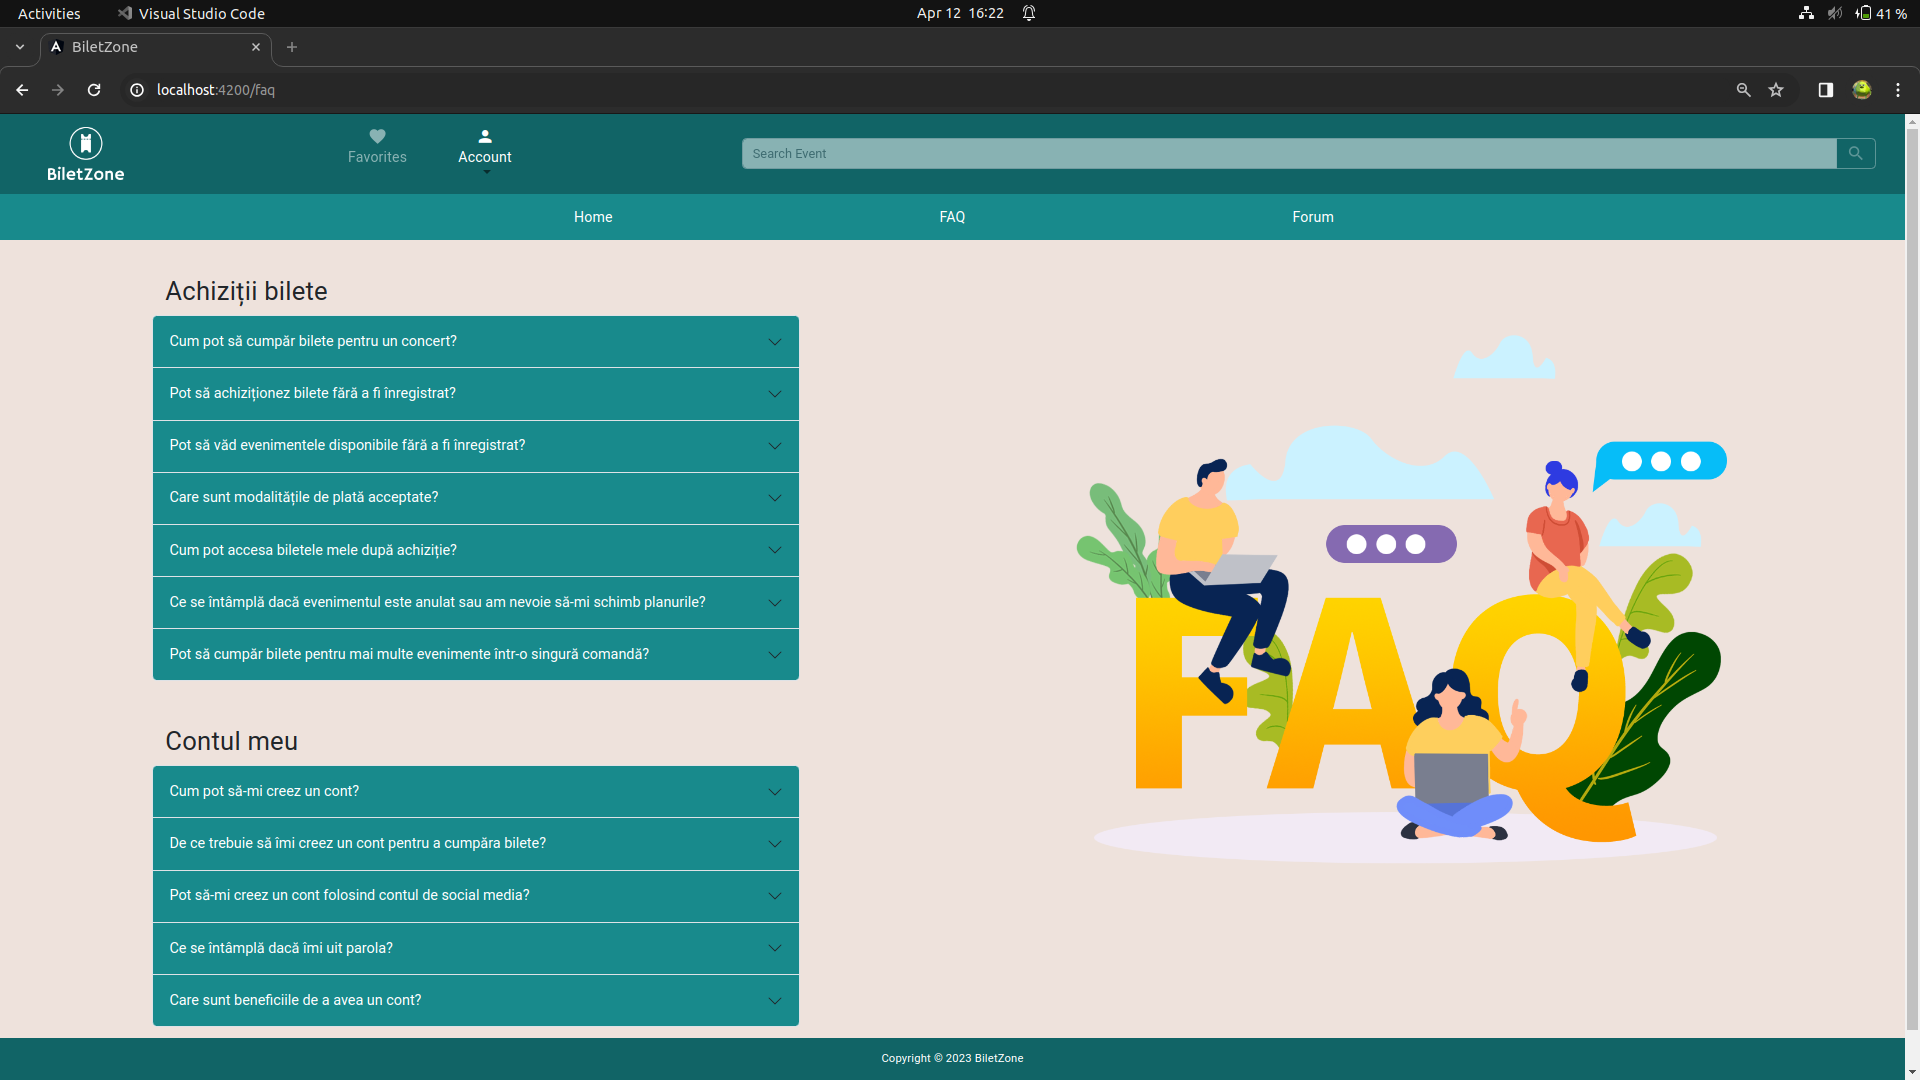 Activities
Visual Studio Code
Apr 12 16:22
41 %
BiletZone
localhost:4200/faq
BiletZone
Favorites
Account
Search Event
Home
FAQ
Forum
Achiziții bilete
Cum pot să cumpăr bilete pentru un concert?
Pot să achiziționez bilete fără a fi înregistrat?
Pot să văd evenimentele disponibile fără a fi înregistrat?
Care sunt modalitățile de plată acceptate?
Cum pot accesa biletele mele după achiziție?
Ce se întâmplă dacă evenimentul este anulat sau am nevoie să-mi schimb planurile?
Pot să cumpăr bilete pentru mai multe evenimente într-o singură comandă?
Contul meu
Cum pot să-mi creez un cont?
De ce trebuie să îmi creez un cont pentru a cumpăra bilete?
Pot să-mi creez un cont folosind contul de social media?
Ce se întâmplă dacă îmi uit parola?
Care sunt beneficiile de a avea un cont?
FAQ
Copyright © 2023 BiletZone